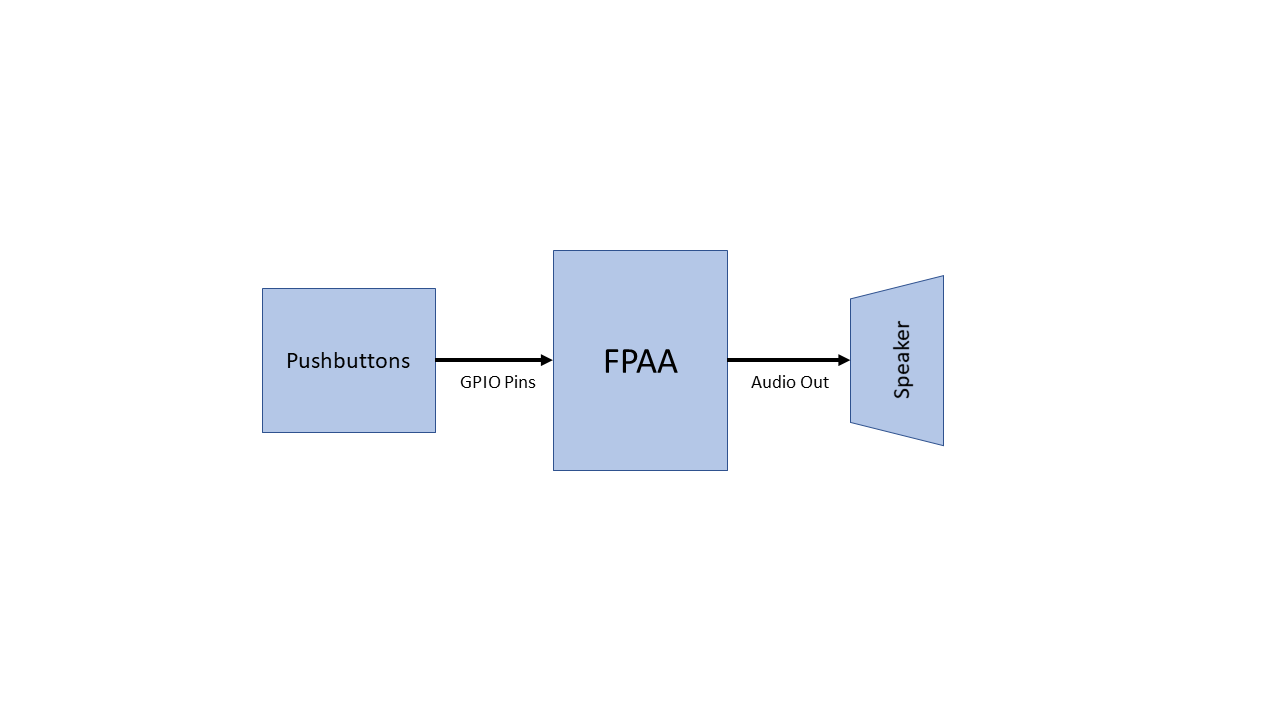 Pushbuttons
GPIO Pins
FPAA
Audio Out
Speaker